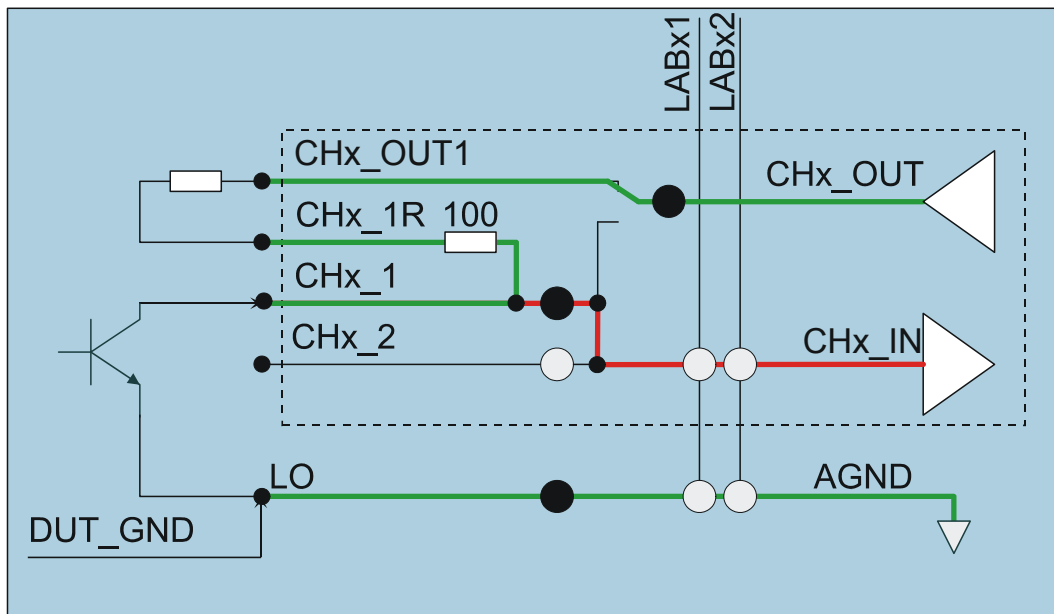 LABx1
LABx2
CHx_OUT1
CHx_OUT
CHx_1R 100
CHx_1
CHx_2
CHx_IN
LO
AGND
DUT_GND